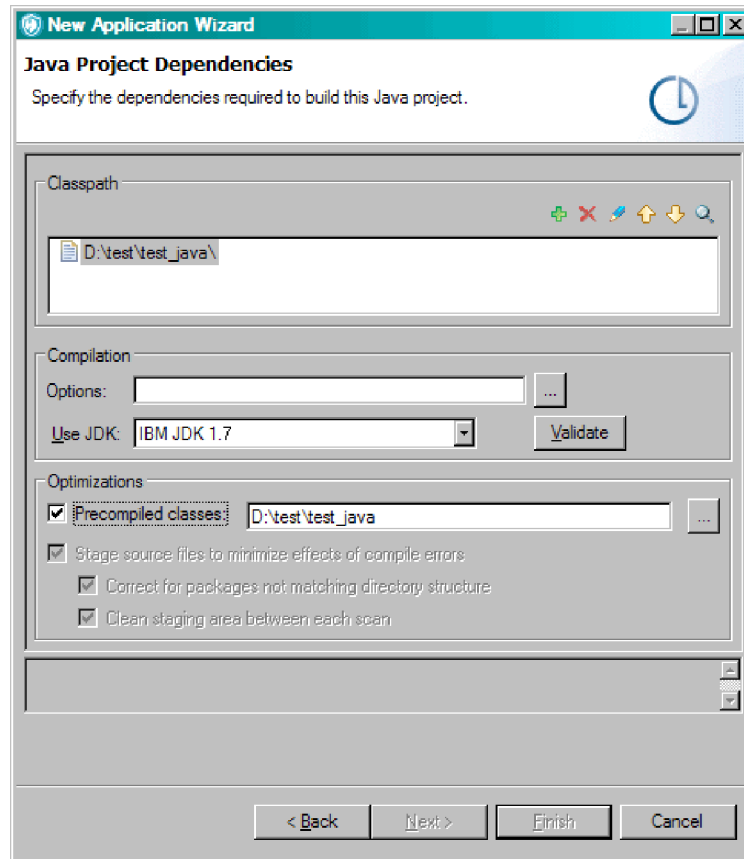 New Application Wizard
Java Project Dependencies
Specify the dependencies required to build this Java project.
Classpath
D:\test\test_java\
Compilation
Options:
...
Use JDK: IBM JDK 1.7
Validate
Optimizations
Precompiled classes: D:\test\test_java
...
Stage source files to minimize effects of compile errors
Correct for packages not matching directory structure
Clean staging area between each scan
< Back Next > Finish Cancel